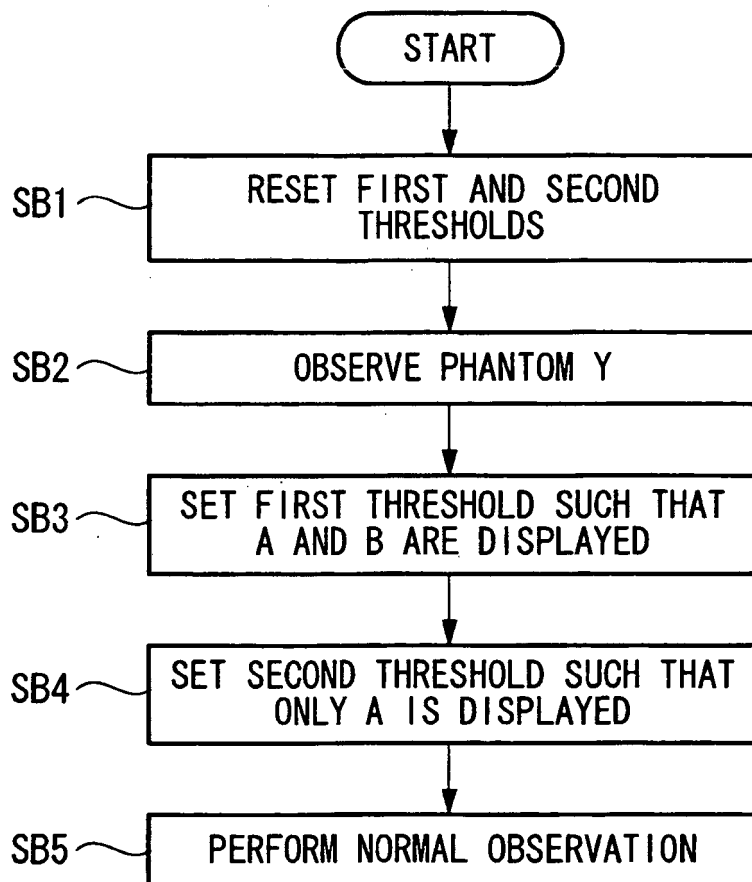 START
SB1
RESET FIRST AND SECOND
THRESHOLDS
SB2
OBSERVE PHANTOM Y
SB3
SET FIRST THRESHOLD SUCH THAT
A AND B ARE DISPLAYED
SB4
SET SECOND THRESHOLD SUCH THAT
ONLY A IS DISPLAYED
SB5
PERFORM NORMAL OBSERVATION